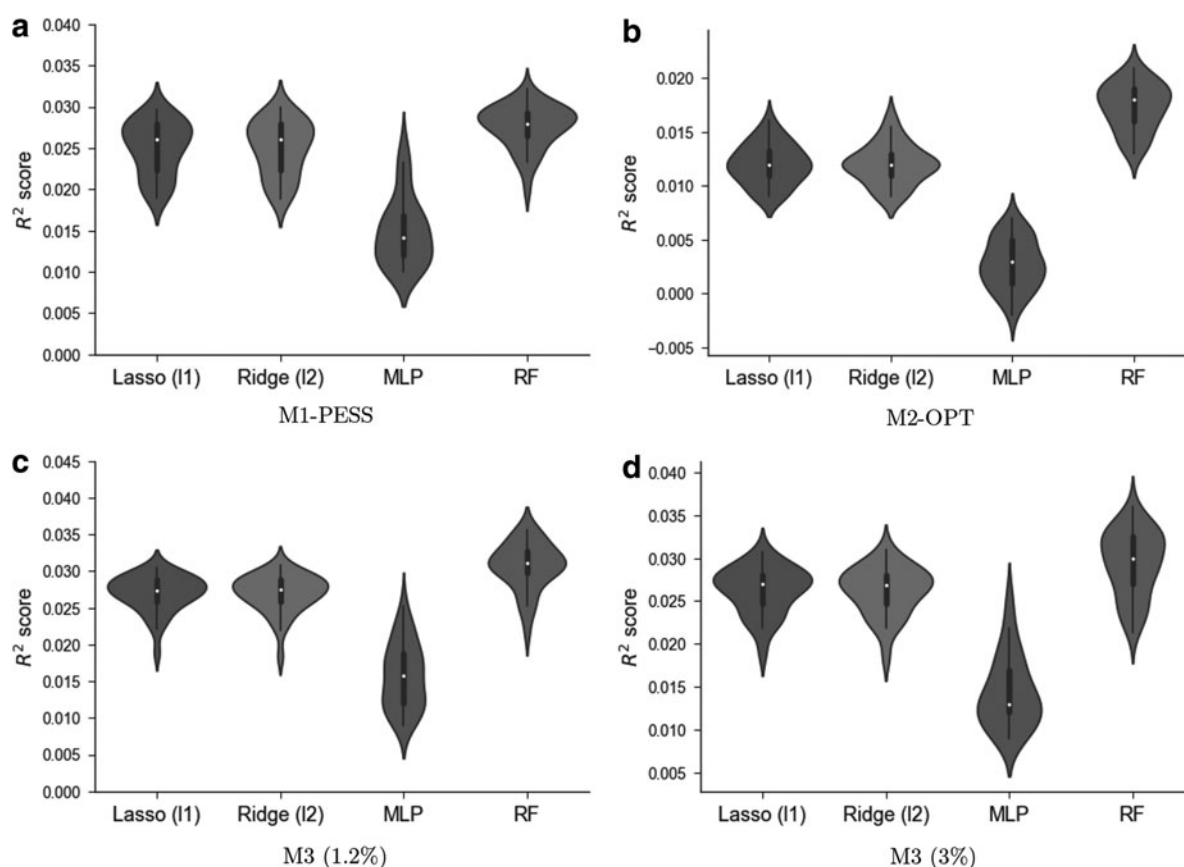 a
0.040
0.035
0.030
0.025
0.020
0.015
0.010
0.005
0.000
R² score
Lasso (l1) Ridge (l2) MLP RF
M1-PESS
b
0.020
0.015
0.010
0.005
0.000
−0.005
R² score
Lasso (l1) Ridge (l2) MLP RF
M2-OPT
c
0.045
0.040
0.035
0.030
0.025
0.020
0.015
0.010
0.005
0.000
R² score
Lasso (l1) Ridge (l2) MLP RF
M3 (1.2%)
d
0.040
0.035
0.030
0.025
0.020
0.015
0.010
0.005
R² score
Lasso (l1) Ridge (l2) MLP RF
M3 (3%)